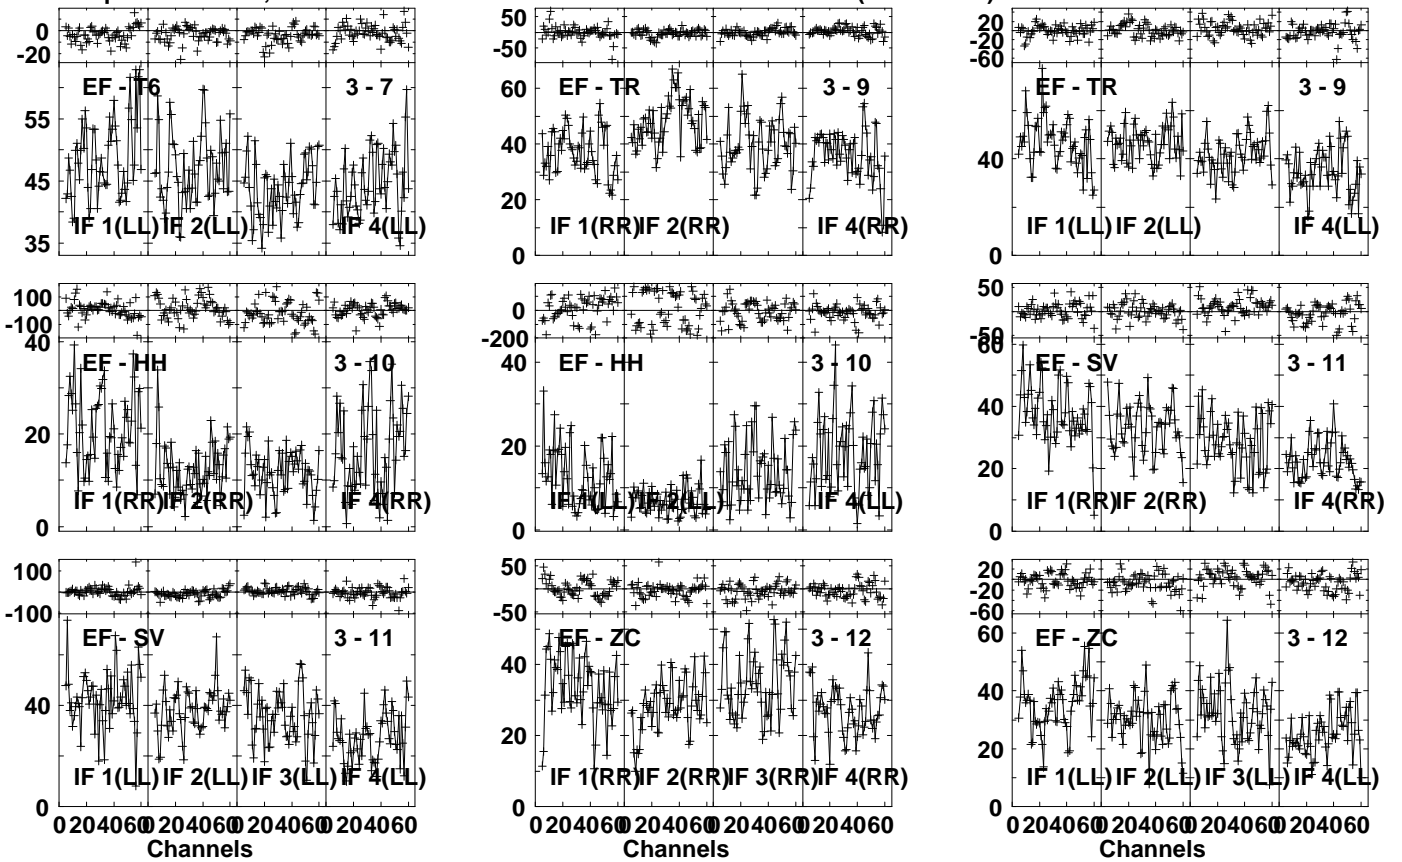 0
-20
EF - T6
3 - 7
55
45
35
IF 1(LL)
IF 2(LL)
IF 4(LL)
50
-50
EF - TR
3 - 9
60
40
20
0
IF 1(RR)
IF 2(RR)
IF 4(RR)
20
-20
-60
EF - TR
3 - 9
40
0
IF 1(LL)
IF 2(LL)
IF 4(LL)
100
-100
EF - HH
3 - 10
40
20
0
IF 1(RR)
IF 2(RR)
IF 4(RR)
0
-200
EF - HH
3 - 10
40
20
0
IF 1(LL)
IF 2(LL)
IF 4(LL)
50
-50
EF - SV
3 - 11
60
40
20
0
IF 1(RR)
IF 2(RR)
IF 4(RR)
100
-100
EF - SV
3 - 11
40
0
IF 1(LL)
IF 2(LL)
IF 3(LL)
IF 4(LL)
0 204060 0 204060 0 204060 0 204060
Channels
50
-50
EF - ZC
3 - 12
40
20
0
IF 1(RR)
IF 2(RR)
IF 3(RR)
IF 4(RR)
0 204060 0 204060 0 204060 0 204060
Channels
20
-20
-60
EF - ZC
3 - 12
60
40
20
0
IF 1(LL)
IF 2(LL)
IF 3(LL)
IF 4(LL)
0 204060 0 204060 0 204060 0 204060
Channels